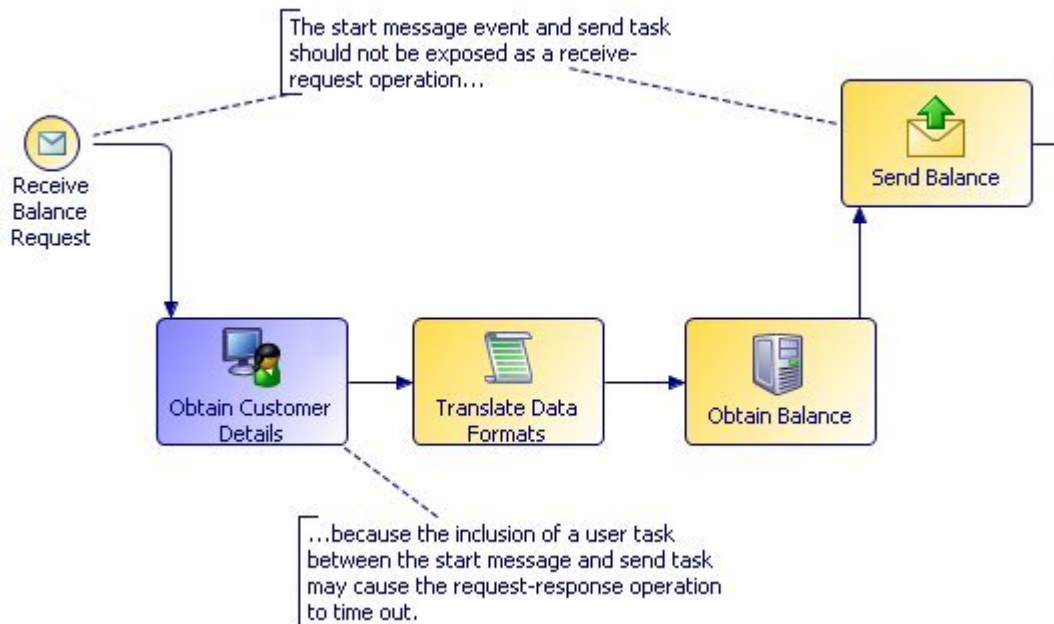 The start message event and send task
should not be exposed as a receive-
request operation...
Receive
Balance
Request
Send Balance
Obtain Customer
Details
Translate Data
Formats
Obtain Balance
...because the inclusion of a user task
between the start message and send task
may cause the request-response operation
to time out.